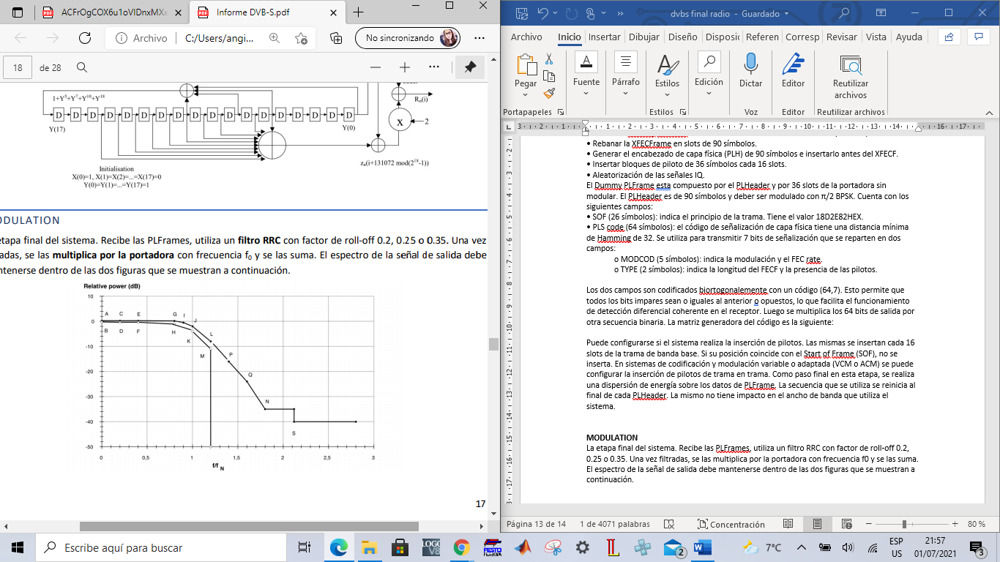 ACFrOgCOX6u1oVIDnxMXx
Informe DVB-S.pdf
Archivo
C:/Users/angi...
No sincronizando
18
de 28
1+Y⁵+Y⁷+Y¹⁰+Y¹⁸
D D D D D D D D D D D D D D D D D D
Y(17)
Y(0)
Rₙ(i)
X
2
zₙ(i+131072 mod(2¹⁸-1))
Initialisation
X(0)=1, X(1)=X(2)=...=X(17)=0
Y(0)=Y(1)=...=Y(17)=1
ODULATION
etapa final del sistema. Recibe las PLFrames, utiliza un filtro RRC con factor de roll-off 0.2, 0.25 o 0.35. Una vez
adas, se las multiplica por la portadora con frecuencia f₀ y se las suma. El espectro de la señal de salida debe
ntenerse dentro de las dos figuras que se muestran a continuación.
Relative power (dB)
10
0
-10
-20
-30
-40
-50
A C E G I J
B D F H K L
M P Q N S
0 0,5 1 1,5 2 2,5 3
f/f N
17
dvbs final radio - Guardado
Archivo Inicio Insertar Dibujar Diseño Disposic Referen Corresp Revisar Vista Ayuda
Pegar
Fuente
Párrafo
Estilos
Edición
Dictar
Editor
Reutilizar
archivos
Portapapeles
Estilos
Voz
Editor
Reutilizar archivos
3 2 1 1 2 3 4 5 6 7 8 9 10 11 12 13 14 16 17
• Rebanar la XFECFrame en slots de 90 símbolos.
• Generar el encabezado de capa física (PLH) de 90 símbolos e insertarlo antes del XFECF.
• Insertar bloques de piloto de 36 símbolos cada 16 slots.
• Aleatorización de las señales IQ.
El Dummy PLFrame esta compuesto por el PLHeader y por 36 slots de la portadora sin
modular. El PLHeader es de 90 símbolos y deber ser modulado con π/2 BPSK. Cuenta con los
siguientes campos:
• SOF (26 símbolos): indica el principio de la trama. Tiene el valor 18D2E82HEX.
• PLS code (64 símbolos): el código de señalización de capa física tiene una distancia mínima
de Hamming de 32. Se utiliza para transmitir 7 bits de señalización que se reparten en dos
campos:
o MODCOD (5 símbolos): indica la modulación y el FEC rate.
o TYPE (2 símbolos): indica la longitud del FECF y la presencia de las pilotos.
Los dos campos son codificados biortogonalemente con un código (64,7). Esto permite que
todos los bits impares sean o iguales al anterior o opuestos, lo que facilita el funcionamiento
de detección diferencial coherente en el receptor. Luego se multiplica los 64 bits de salida por
otra secuencia binaria. La matriz generadora del código es la siguiente:
Puede configurarse si el sistema realiza la inserción de pilotos. Las mismas se insertan cada 16
slots de la trama de banda base. Si su posición coincide con el Start of Frame (SOF), no se
inserta. En sistemas de codificación y modulación variable o adaptada (VCM o ACM) se puede
configurar la inserción de pilotos de trama en trama. Como paso final en esta etapa, se realiza
una dispersión de energía sobre los datos de PLFrame. La secuencia que se utiliza se reinicia al
final de cada PLHeader. La mismo no tiene impacto en el ancho de banda que utiliza el
sistema.
MODULATION
La etapa final del sistema. Recibe las PLFrames, utiliza un filtro RRC con factor de roll-off 0.2,
0.25 o 0.35. Una vez filtradas, se las multiplica por la portadora con frecuencia f0 y se las suma.
El espectro de la señal de salida debe mantenerse dentro de las dos figuras que se muestran a
continuación.
Página 13 de 14
1 de 4071 palabras
Concentración
80 %
Escribe aquí para buscar
LOGO
V8
FESTO
2
7°C
ESP
US
21:57
01/07/2021
3